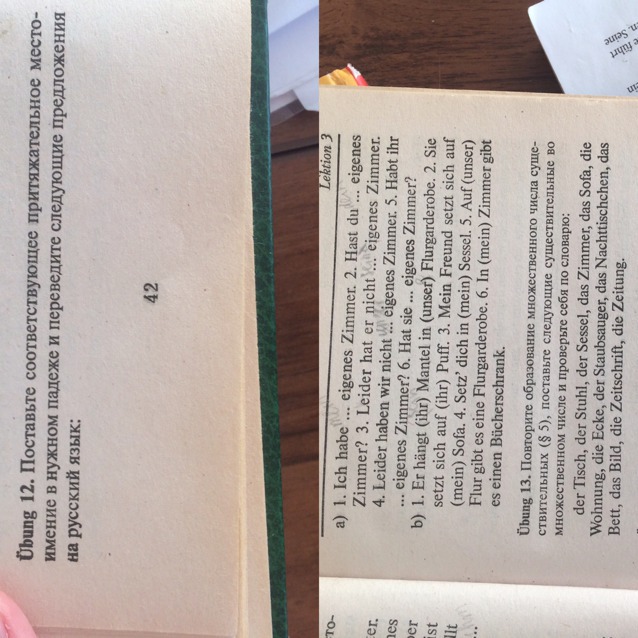 Übung 12. Поставьте соответствующее притяжательное место-
имение в нужном падеже и переведите следующие предложения
на русский язык:
42
Lektion 3
a) 1. Ich habe ... eigenes Zimmer. 2. Hast du ... eigenes
Zimmer? 3. Leider hat er nicht ... eigenes Zimmer.
4. Leider haben wir nicht ... eigenes Zimmer. 5. Habt ihr
... eigenes Zimmer? 6. Hat sie ... eigenes Zimmer?
b) 1. Er hängt (ihr) Mantel in (unser) Flurgarderobe. 2. Sie
setzt sich auf (ihr) Puff. 3. Mein Freund setzt sich auf
(mein) Sofa. 4. Setz' dich in (mein) Sessel. 5. Auf (unser)
Flur gibt es eine Flurgarderobe. 6. In (mein) Zimmer gibt
es einen Bücherschrank.
Übung 13. Повторите образование множественного числа суще-
ствительных (§ 5), поставьте следующие существительные во
множественном числе и проверьте себя по словарю:
der Tisch, der Stuhl, der Sessel, das Zimmer, das Sofa, die
Wohnung, die Ecke, der Staubsauger, das Nachttischchen, das
Bett, das Bild, die Zeitschrift, die Zeitung.
führt
n. Seine